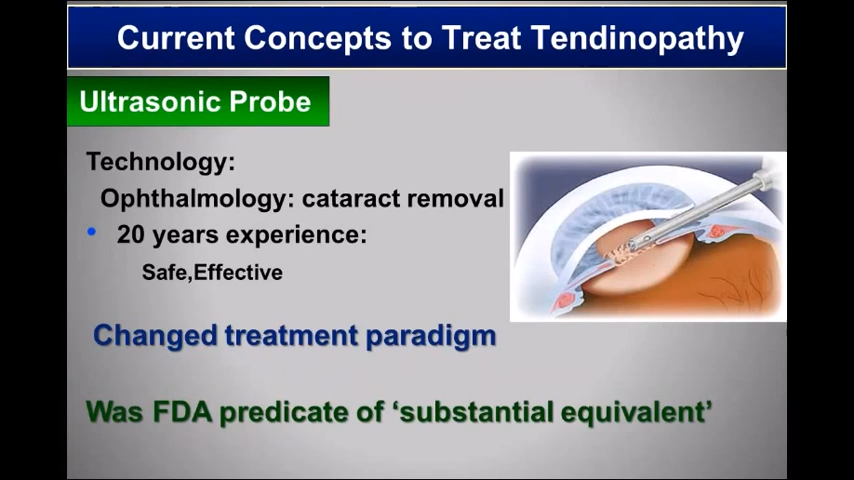 Current Concepts to Treat Tendinopathy
Ultrasonic Probe
Technology:
Ophthalmology: cataract removal
• 20 years experience:
Safe,Effective
Changed treatment paradigm
Was FDA predicate of ‘substantial equivalent’